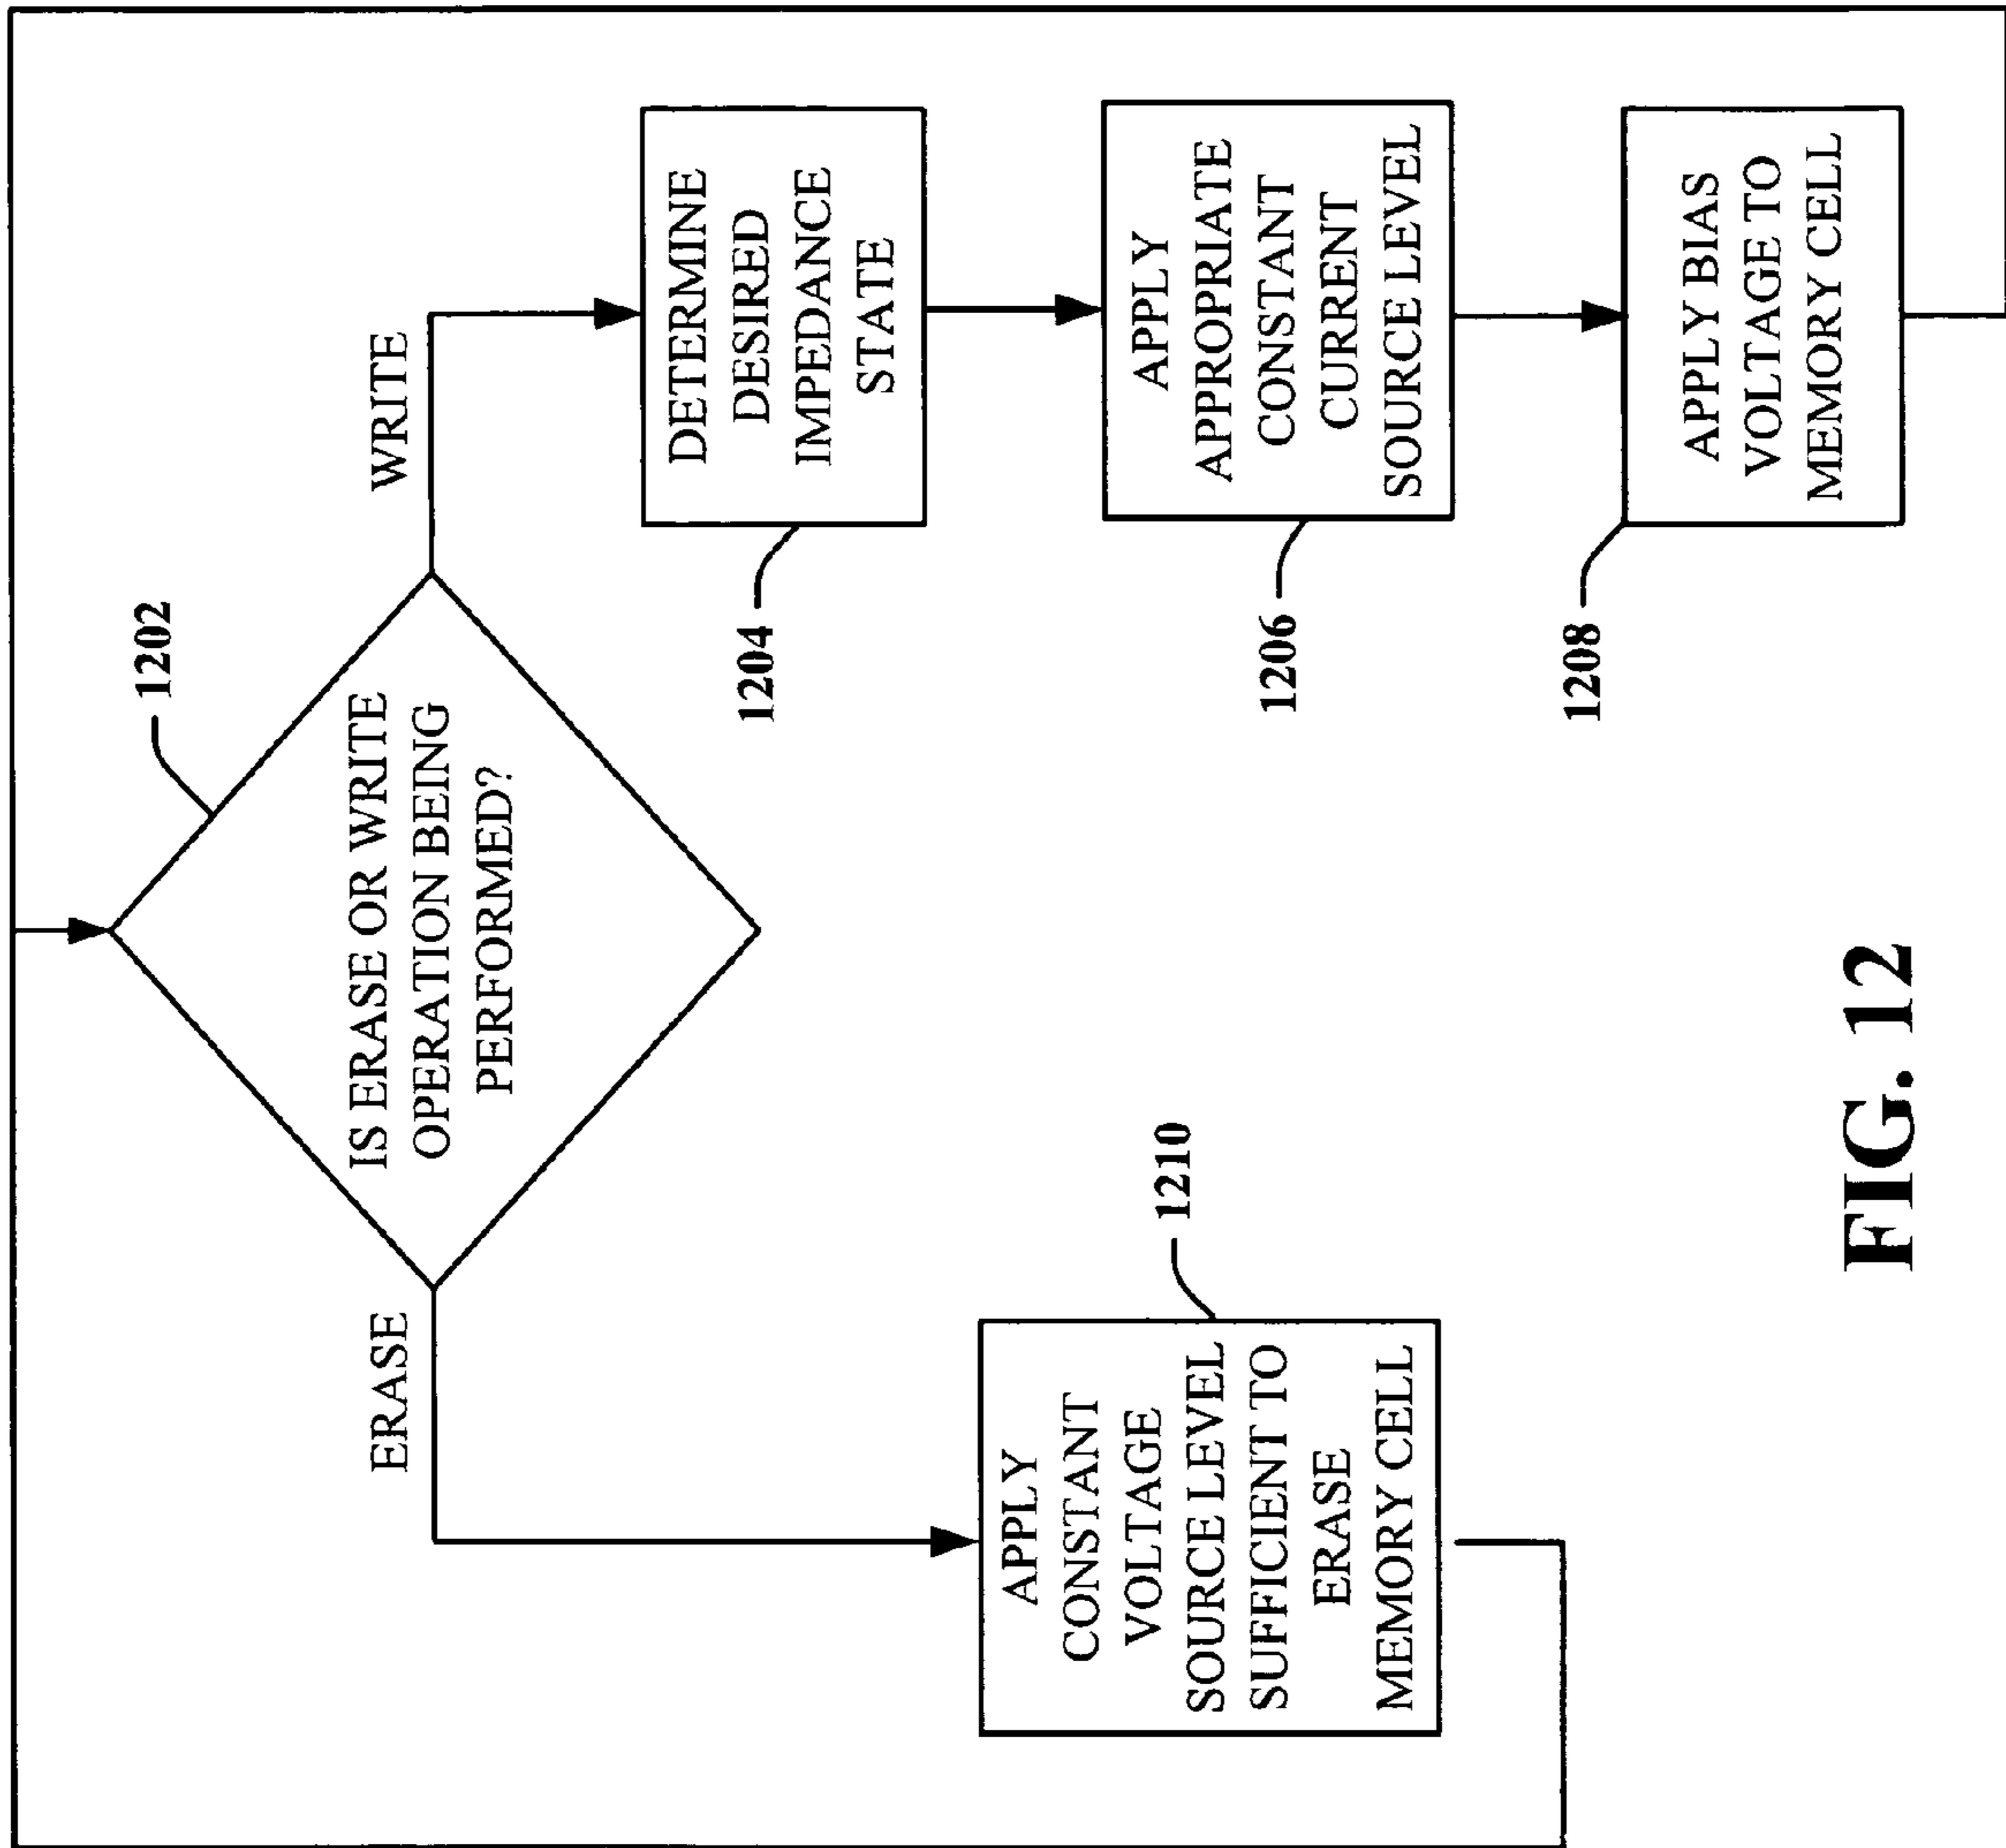 1202
IS ERASE OR WRITE
OPERATION BEING
PERFORMED?
ERASE
WRITE
DETERMINE
DESIRED
IMPEDANCE
STATE
1204
APPLY
APPROPRIATE
CONSTANT
CURRENT
SOURCE LEVEL
1206
APPLY BIAS
VOLTAGE TO
MEMORY CELL
1208
APPLY
CONSTANT
VOLTAGE
SOURCE LEVEL
SUFFICIENT TO
ERASE
MEMORY CELL
1210
FIG. 12